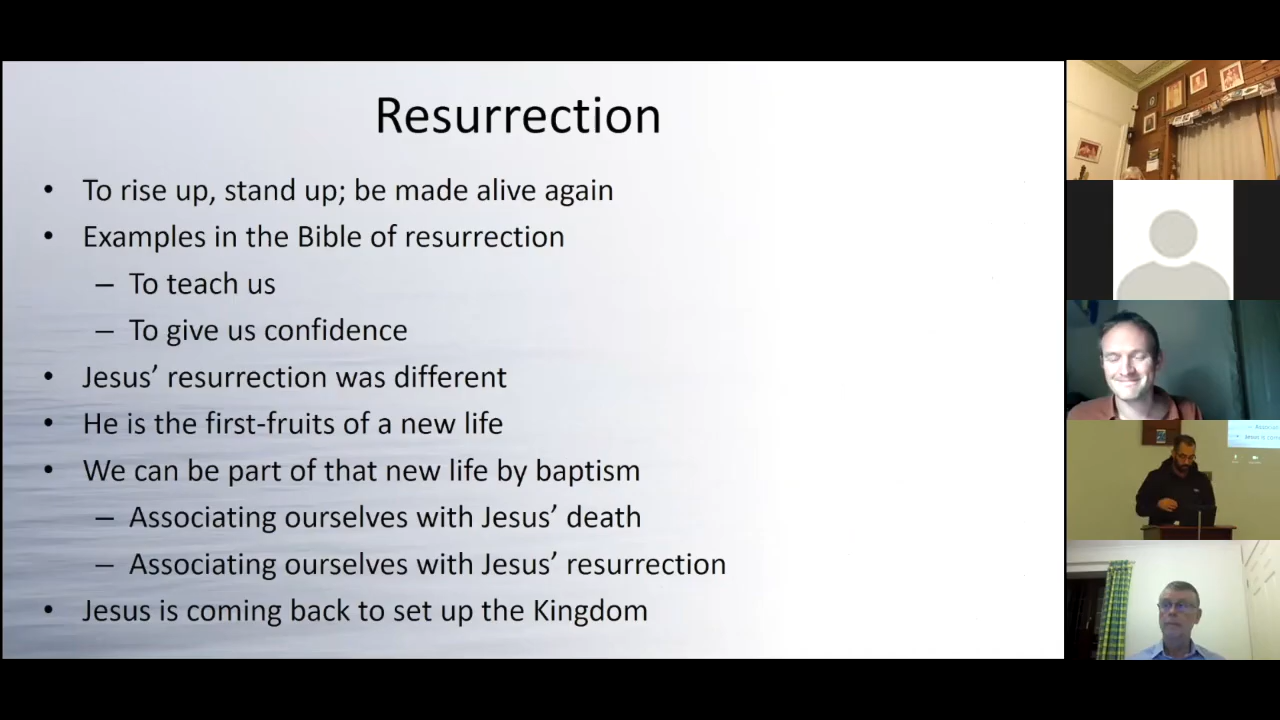 Resurrection
• To rise up, stand up; be made alive again
• Examples in the Bible of resurrection
– To teach us
– To give us confidence
• Jesus’ resurrection was different
• He is the first-fruits of a new life
• We can be part of that new life by baptism
– Associating ourselves with Jesus’ death
– Associating ourselves with Jesus’ resurrection
• Jesus is coming back to set up the Kingdom